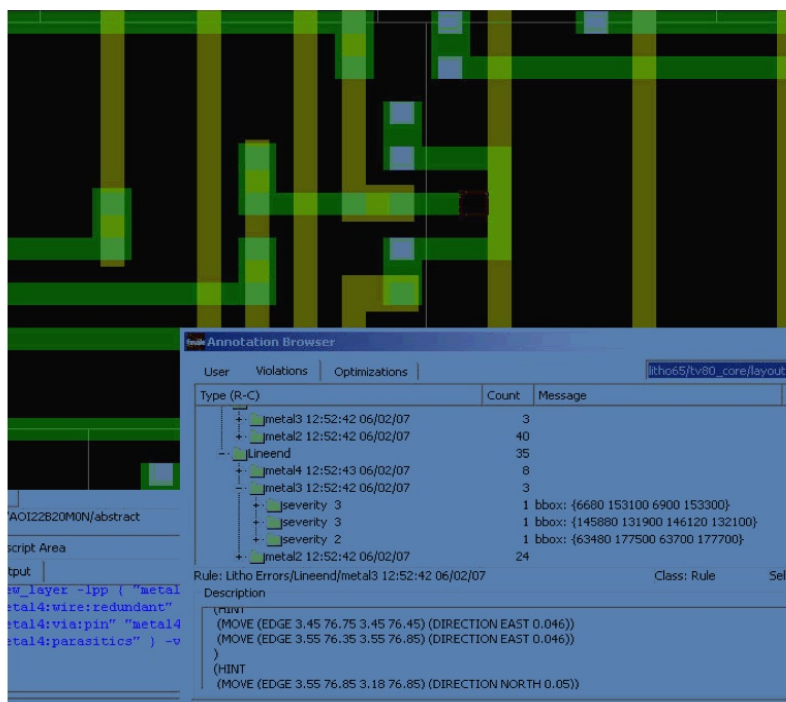 Annotation Browser
User Violations Optimizations litho65/tv80_core/layout
Type (R-C) Count Message
metal3 12:52:42 06/02/07 3
metal2 12:52:42 06/02/07 40
Lineend 35
metal4 12:52:43 06/02/07 8
metal3 12:52:42 06/02/07 3
severity 3 1 bbox: {6680 153100 6900 153300}
severity 3 1 bbox: {145880 131900 146120 132100}
severity 2 1 bbox: {63480 177500 63700 177700}
metal2 12:52:42 06/02/07 24
Rule: Litho Errors/Lineend/metal3 12:52:42 06/02/07 Class: Rule Sel
Description
(HINT
(MOVE (EDGE 3.45 76.75 3.45 76.45) (DIRECTION EAST 0.046))
(MOVE (EDGE 3.55 76.35 3.55 76.85) (DIRECTION EAST 0.046))
)
(HINT
(MOVE (EDGE 3.55 76.85 3.18 76.85) (DIRECTION NORTH 0.05))
/AOI22B20M0N/abstract
script Area
tput
ew_layer -lpp { "metal
etal4:wire:redundant"
etal4:via:pin" "metal4
etal4:parasitics" } -v